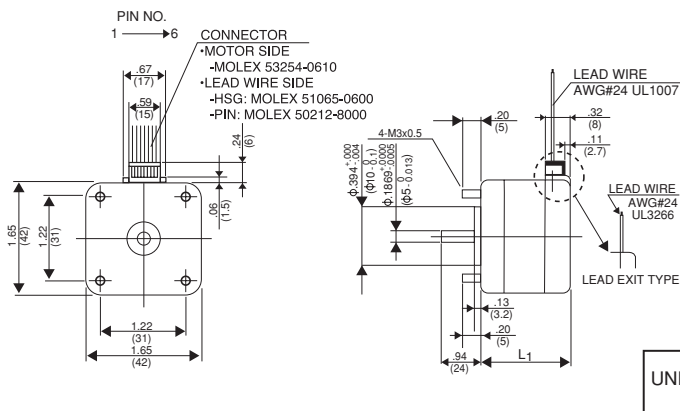 PIN NO.
1 6
CONNECTOR
•MOTOR SIDE
-MOLEX 53254-0610
•LEAD WIRE SIDE
-HSG: MOLEX 51065-0600
-PIN: MOLEX 50212-8000
.67
(17)
.59
(15)
.24
(6)
.06
(1.5)
1.65
(42)
1.22
(31)
1.22
(31)
1.65
(42)
LEAD WIRE
AWG#24 UL1007
.20
(5)
.32
(8)
.11
(2.7)
4-M3x0.5
Φ.394 +.000 -.004
(Φ10 -0 0.1)
Φ.1869 +.0000 -.0005
(Φ5 -0 0.013)
LEAD WIRE
AWG#24
UL3266
LEAD EXIT TYPE
.13
(3.2)
.20
(5)
.94
(24)
L1
UNI